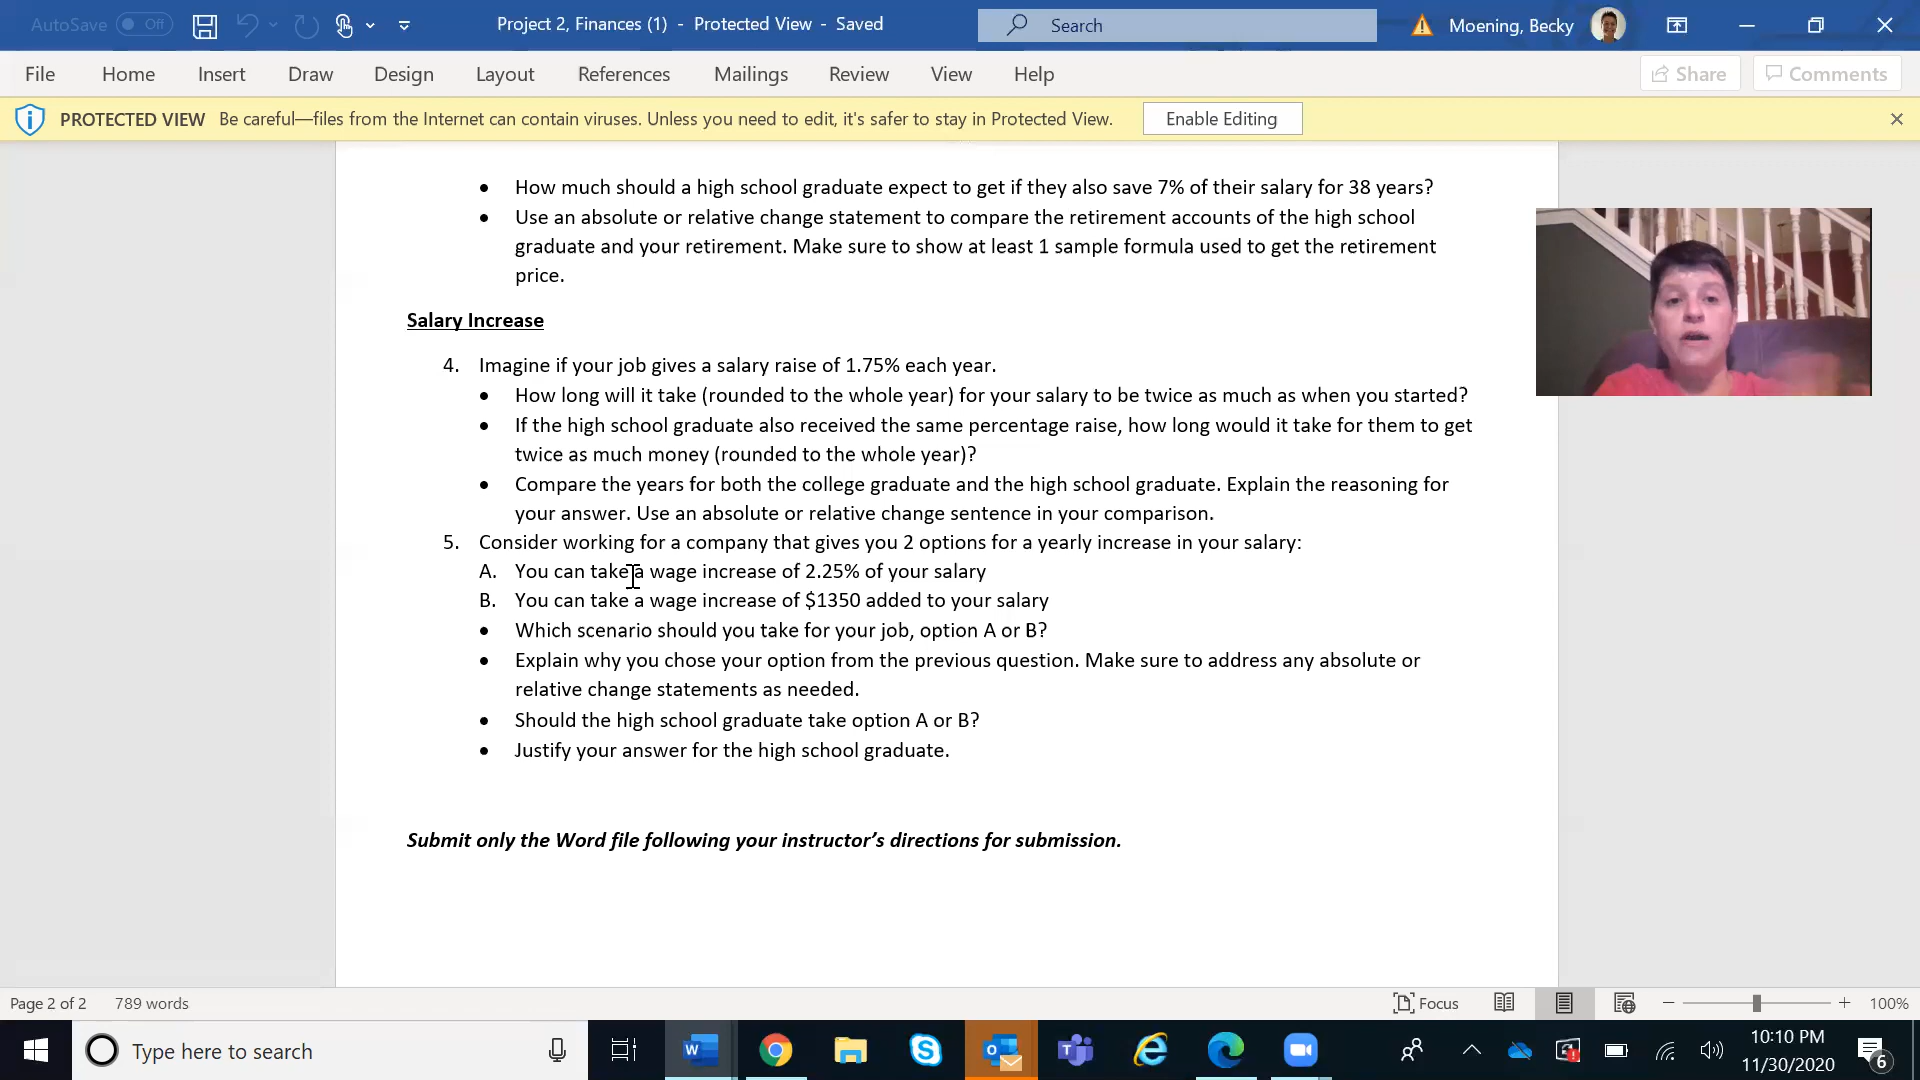 AutoSave Off
Project 2, Finances (1) - Protected View - Saved
Search
Moening, Becky
File Home Insert Draw Design Layout References Mailings Review View Help
Share Comments
PROTECTED VIEW Be careful—files from the Internet can contain viruses. Unless you need to edit, it's safer to stay in Protected View. Enable Editing
• How much should a high school graduate expect to get if they also save 7% of their salary for 38 years?
• Use an absolute or relative change statement to compare the retirement accounts of the high school
graduate and your retirement. Make sure to show at least 1 sample formula used to get the retirement
price.
Salary Increase
4. Imagine if your job gives a salary raise of 1.75% each year.
• How long will it take (rounded to the whole year) for your salary to be twice as much as when you started?
• If the high school graduate also received the same percentage raise, how long would it take for them to get
twice as much money (rounded to the whole year)?
• Compare the years for both the college graduate and the high school graduate. Explain the reasoning for
your answer. Use an absolute or relative change sentence in your comparison.
5. Consider working for a company that gives you 2 options for a yearly increase in your salary:
A. You can take a wage increase of 2.25% of your salary
B. You can take a wage increase of $1350 added to your salary
• Which scenario should you take for your job, option A or B?
• Explain why you chose your option from the previous question. Make sure to address any absolute or
relative change statements as needed.
• Should the high school graduate take option A or B?
• Justify your answer for the high school graduate.
Submit only the Word file following your instructor's directions for submission.
Page 2 of 2 789 words
Focus
100%
Type here to search
10:10 PM
11/30/2020
6